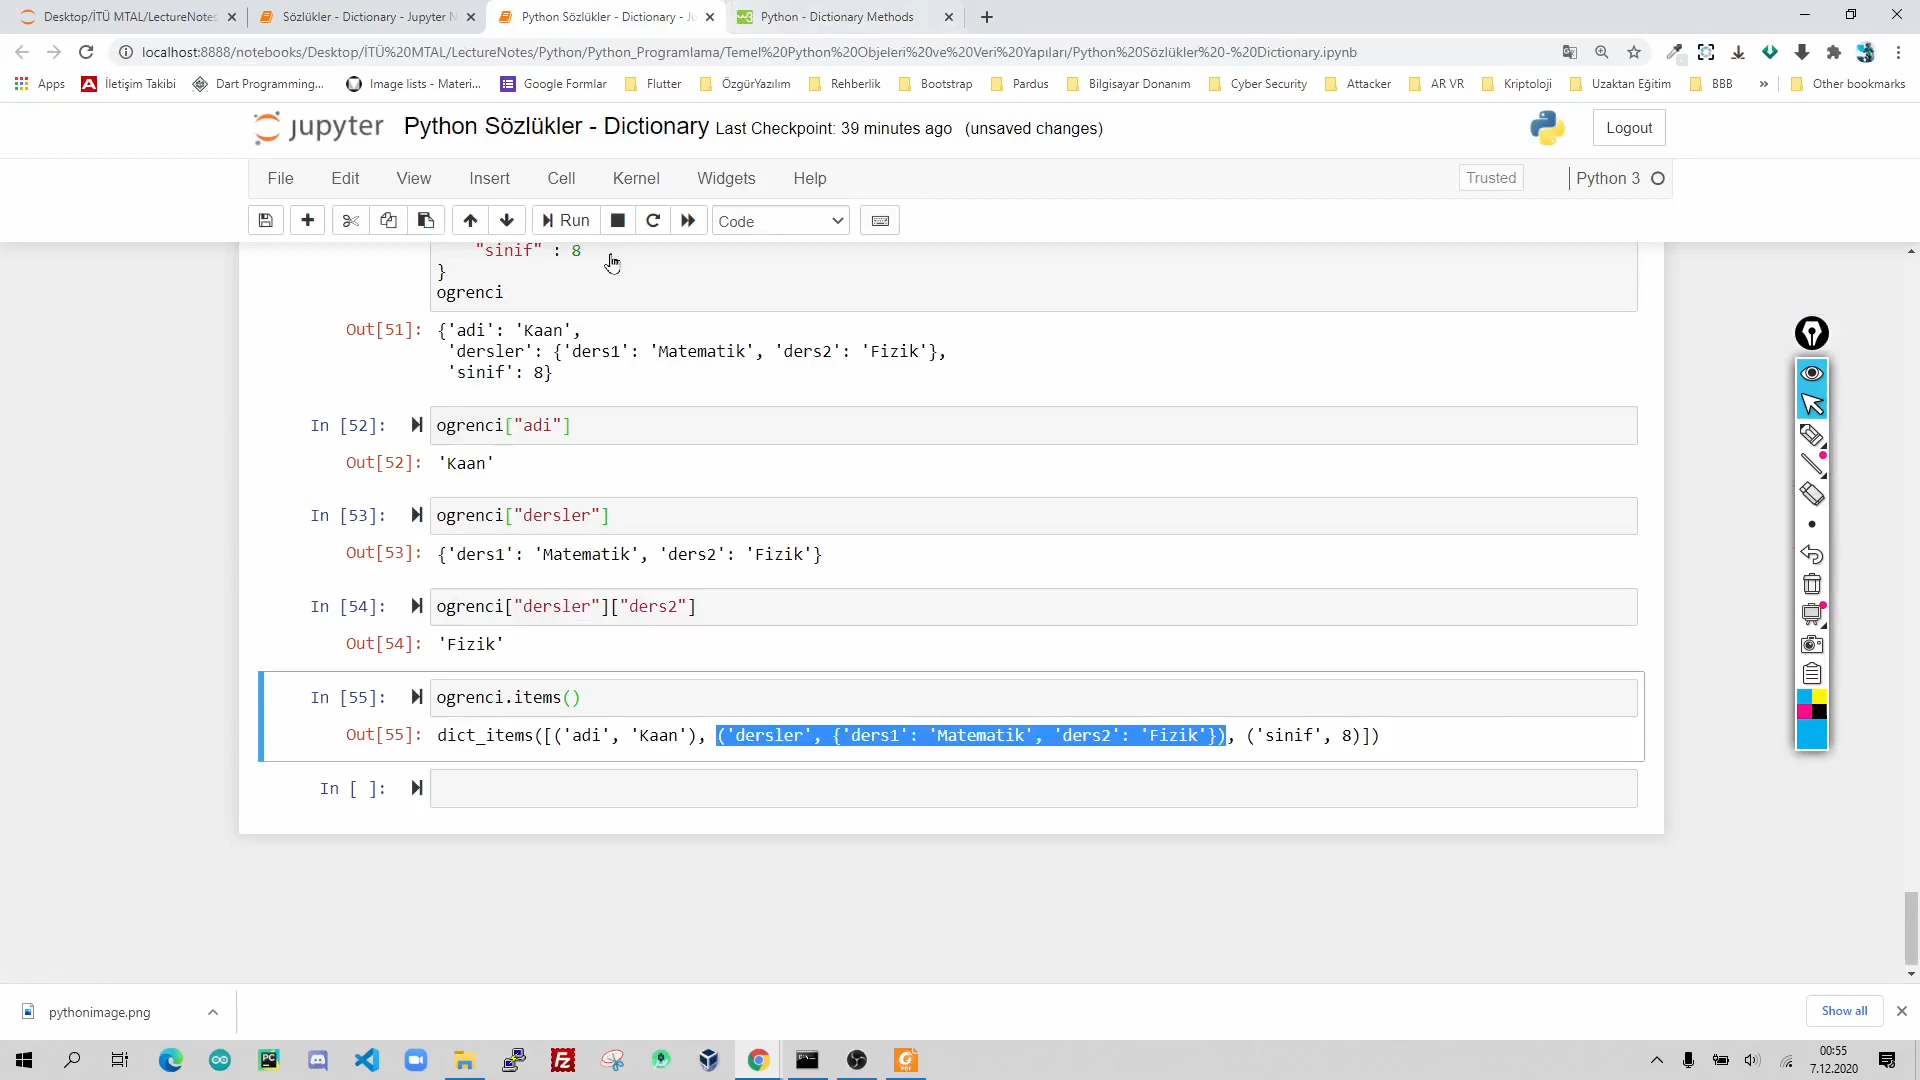 Desktop/İTÜ MTAL/LectureNotes
Sözlükler - Dictionary - Jupyter N
Python Sözlükler - Dictionary - Ju
Python - Dictionary Methods
localhost:8888/notebooks/Desktop/İTÜ%20MTAL/LectureNotes/Python/Python_Programlama/Temel%20Python%20Objeleri%20ve%20Veri%20Yapıları/Python%20Sözlükler%20-%20Dictionary.ipynb
Apps
İletişim Takibi
Dart Programming...
Image lists - Materi...
Google Formlar
Flutter
ÖzgürYazılım
Rehberlik
Bootstrap
Pardus
Bilgisayar Donanım
Cyber Security
Attacker
AR VR
Kriptoloji
Uzaktan Eğitim
BBB
»
Other bookmarks
jupyter Python Sözlükler - Dictionary Last Checkpoint: 39 minutes ago (unsaved changes)
Logout
File Edit View Insert Cell Kernel Widgets Help
Trusted
Python 3
Run
Code
"sinif" : 8
}
ogrenci
Out[51]: {'adi': 'Kaan',
'dersler': {'ders1': 'Matematik', 'ders2': 'Fizik'},
'sinif': 8}
In [52]: ogrenci["adi"]
Out[52]: 'Kaan'
In [53]: ogrenci["dersler"]
Out[53]: {'ders1': 'Matematik', 'ders2': 'Fizik'}
In [54]: ogrenci["dersler"]["ders2"]
Out[54]: 'Fizik'
In [55]: ogrenci.items()
Out[55]: dict_items([('adi', 'Kaan'), ('dersler', {'ders1': 'Matematik', 'ders2': 'Fizik'}), ('sinif', 8)])
In [ ]:
pythonimage.png
Show all
00:55
7.12.2020